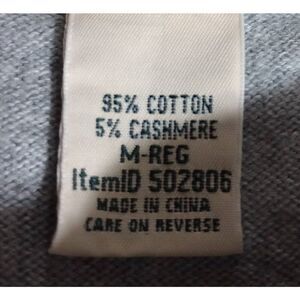 95% COTTON
5% CASHMERE
M-REG
ItemID 502806
MADE IN CHINA
CARE ON REVERSE